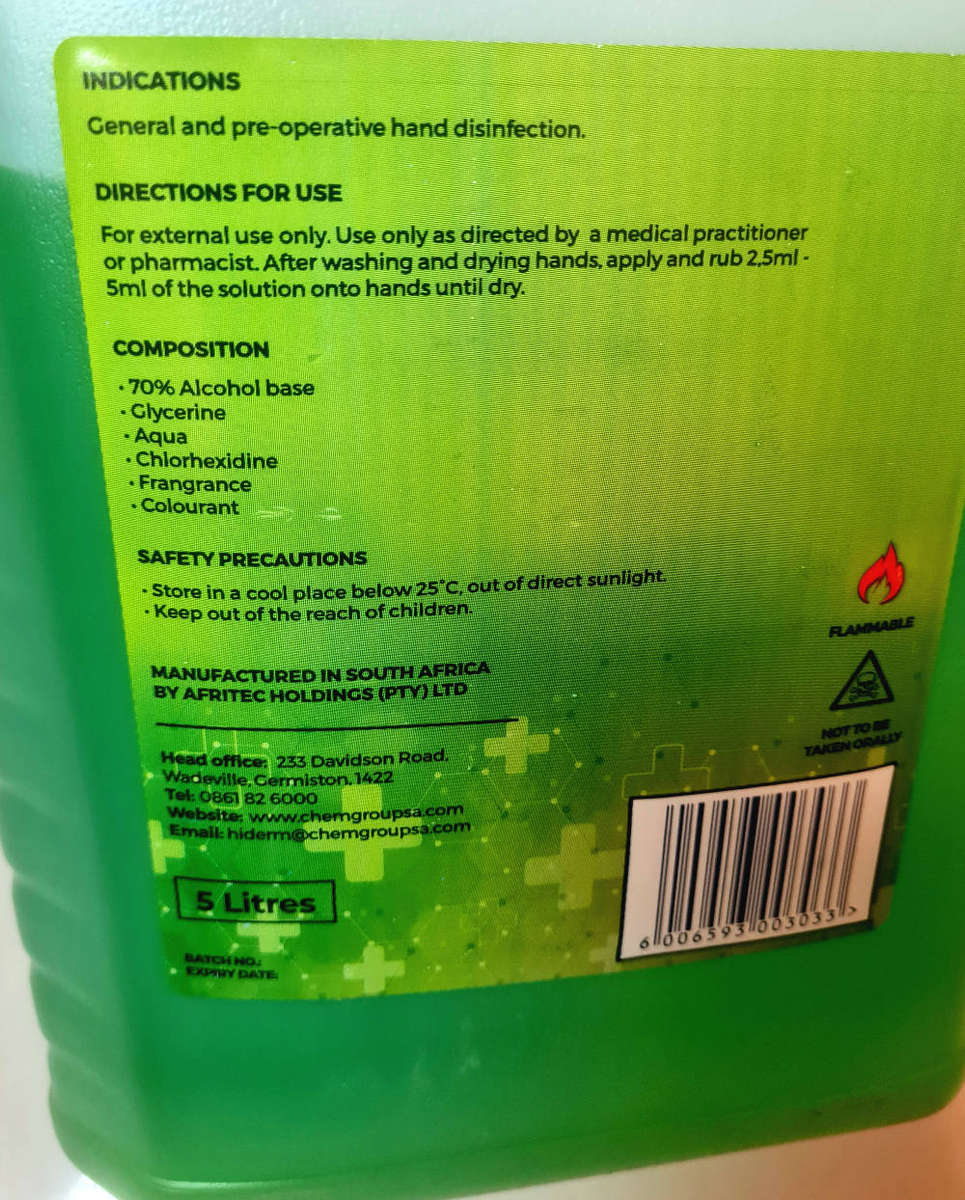 INDICATIONS
General and pre-operative hand disinfection.
DIRECTIONS FOR USE
For external use only. Use only as directed by a medical practitioner
or pharmacist. After washing and drying hands, apply and rub 2,5ml -
5ml of the solution onto hands until dry.
COMPOSITION
• 70% Alcohol base
• Glycerine
• Aqua
• Chlorhexidine
• Frangrance
• Colourant
SAFETY PRECAUTIONS
• Store in a cool place below 25°C, out of direct sunlight.
• Keep out of the reach of children.
FLAMMABLE
MANUFACTURED IN SOUTH AFRICA
BY AFRITEC HOLDINGS (PTY) LTD
NOT TO BE
TAKEN ORALLY
Head office: 233 Davidson Road,
Wadeville, Germiston, 1422
Tel: 0861 82 6000
Website: www.chemgroupsa.com
Email: hiderm@chemgroupsa.com
5 Litres
6 006593 003033 >
BATCH NO.:
EXPIRY DATE: